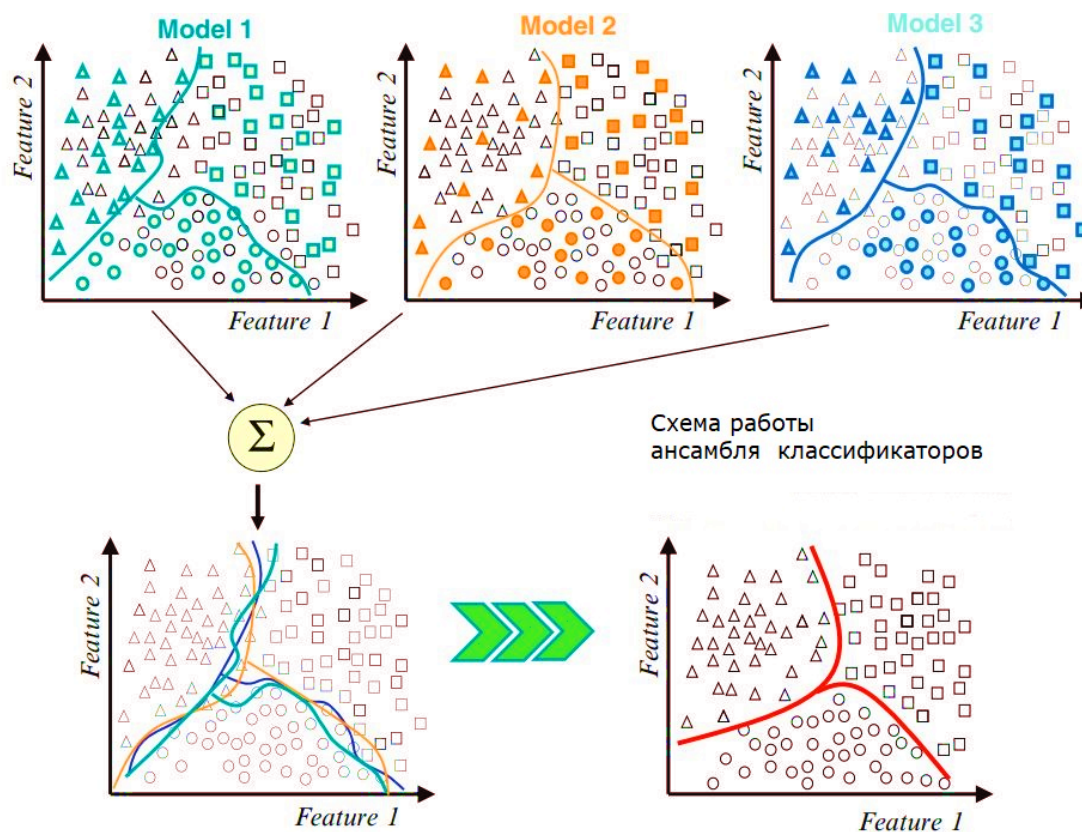 Model 1
Model 2
Model 3
Feature 2
Feature 2
Feature 2
Feature 1
Feature 1
Feature 1
Σ
Схема работы
ансамбля классификаторов
Feature 2
Feature 2
Feature 1
Feature 1